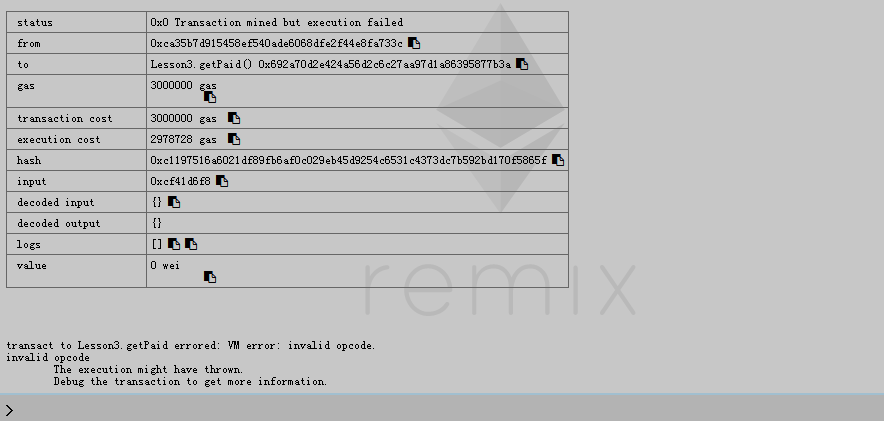 status 0x0 Transaction mined but execution failed
from 0xca35b7d915458ef540ade6068dfe2f44e8fa733c
to Lesson3.getPaid() 0x692a70d2e424a56d2c6c27aa97d1a86395877b3a
gas 3000000 gas
transaction cost 3000000 gas
execution cost 2978728 gas
hash 0xc1197516a6021df89fb6af0c029eb45d9254c6531c4373dc7b592bd170f5865f
input 0xcf41d6f8
decoded input {}
decoded output {}
logs []
value 0 wei
remix
transact to Lesson3.getPaid errored: VM error: invalid opcode.
invalid opcode
The execution might have thrown.
Debug the transaction to get more information.
>